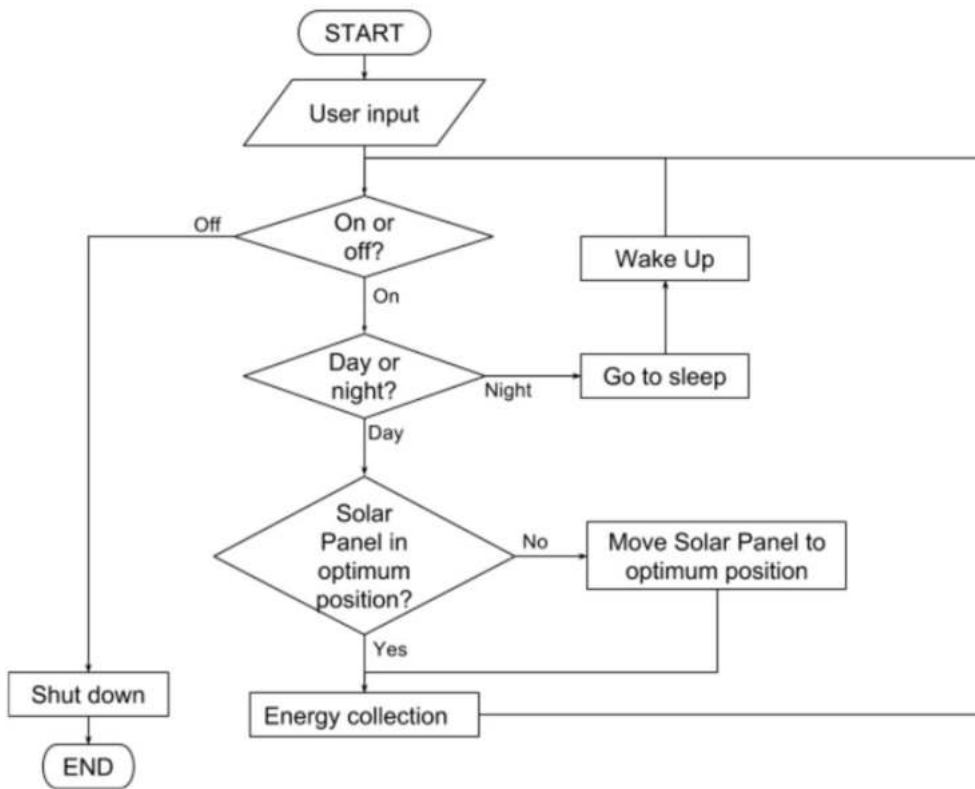 START
User input
On or
off?
Off
On
Wake Up
Day or
night?
Night
Go to sleep
Day
Solar
Panel in
optimum
position?
No
Move Solar Panel to
optimum position
Yes
Shut down
Energy collection
END